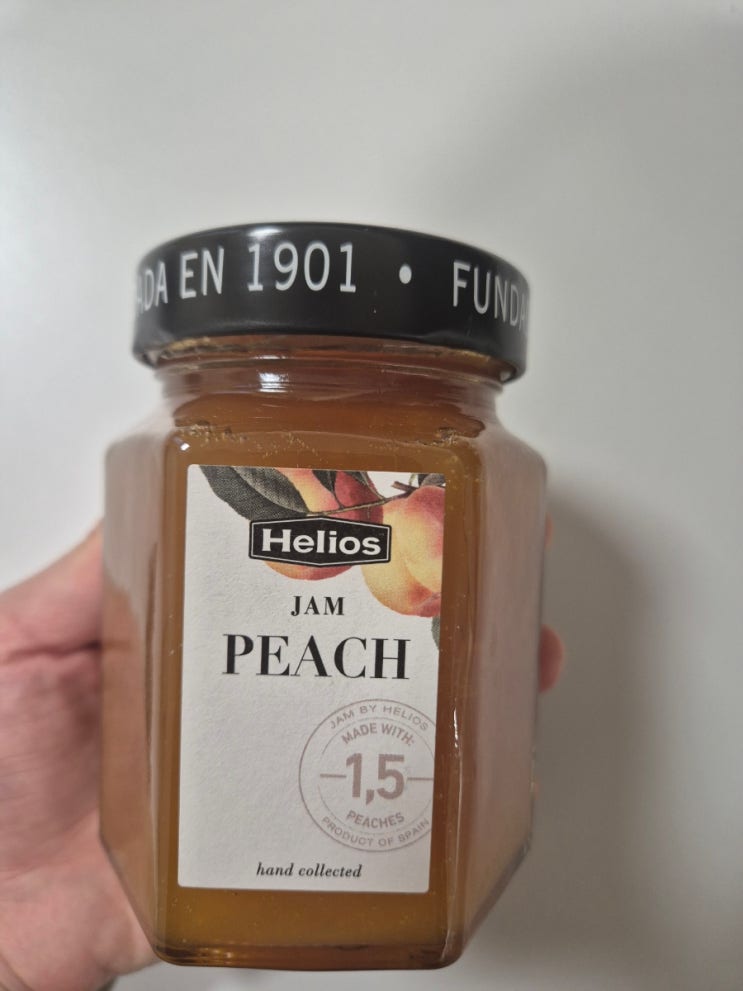 ADA EN 1901 • FUNDA
Helios
JAM
PEACH
JAM BY HELIOS
MADE WITH:
1,5
PEACHES
PRODUCT OF SPAIN
hand collected